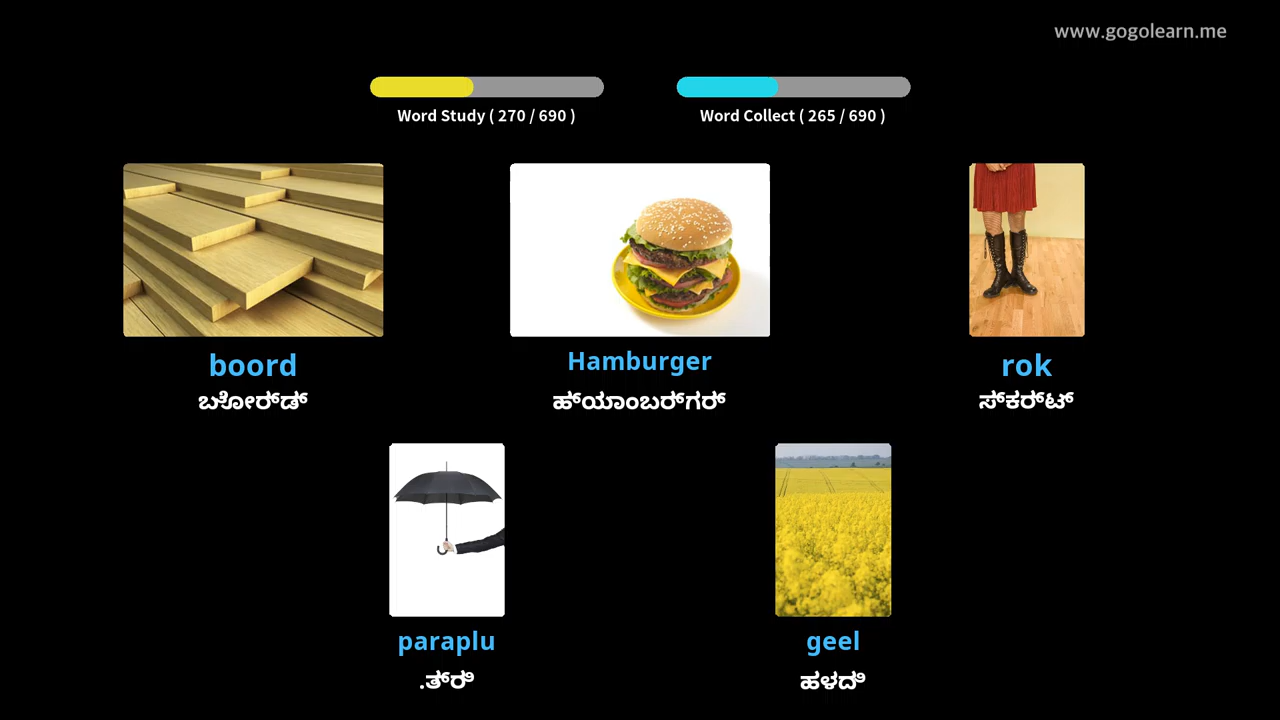 www.gogolearn.me
Word Study ( 270 / 690 )
Word Collect ( 265 / 690 )
boord
Hamburger
rok
ಬೋರ್ಡ್
ಹ್ಯಾಂಬರ್ಗರ್
ಸ್ಕರ್ಟ್
paraplu
geel
.ತ್ರಿ
ಹಳದಿ